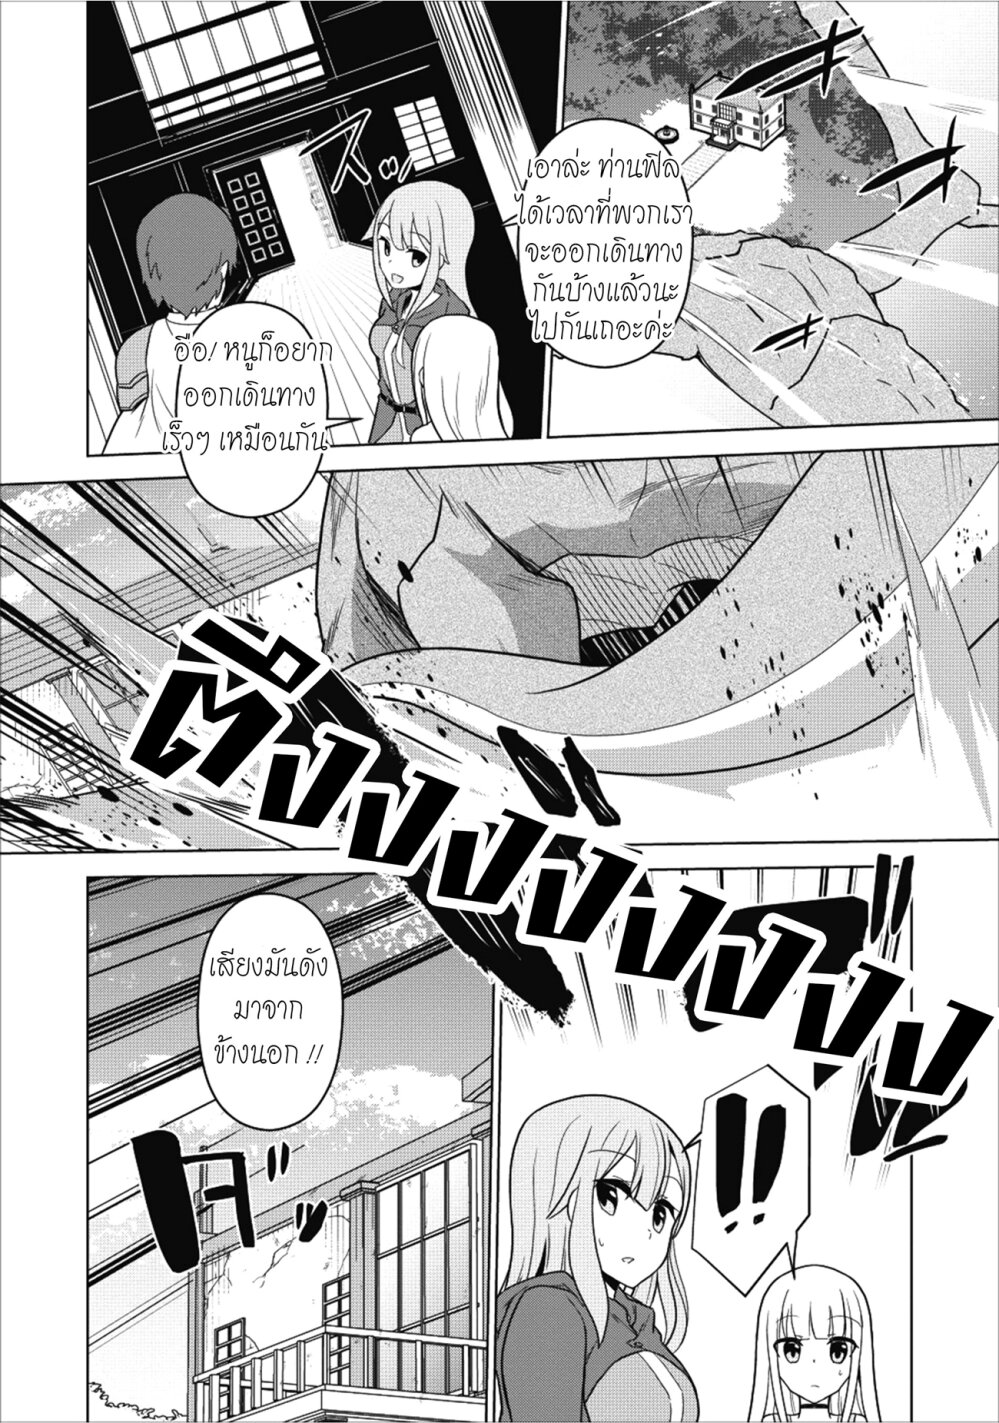 เอาล่ะ ท่านฟิล
ได้เวลาที่พวกเรา
จะออกเดินทาง
กันบ้างแล้วนะ
ไปกันเถอะค่ะ
スッ
อือ! หนูก็อยาก
ออกเดินทาง
เร็วๆ เหมือนกัน
ตึงงงงงงงง
!!
เสียงมันดัง
มาจาก
ข้างนอก !!